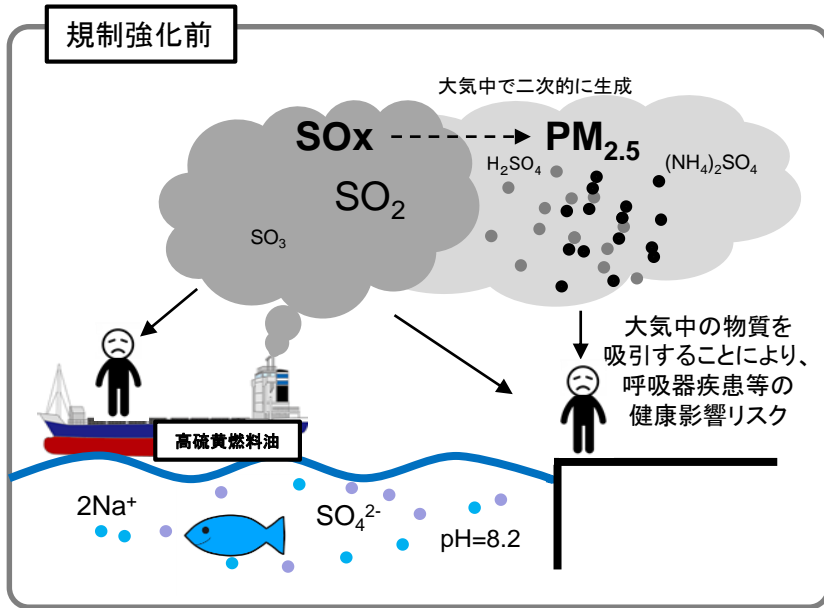 規制強化前
大気中で二次的に生成
SOx
PM2.5
H2SO4
(NH4)2SO4
SO2
SO3
大気中の物質を
吸引することにより、
呼吸器疾患等の
健康影響リスク
高硫黄燃料油
2Na+
SO42-
pH=8.2